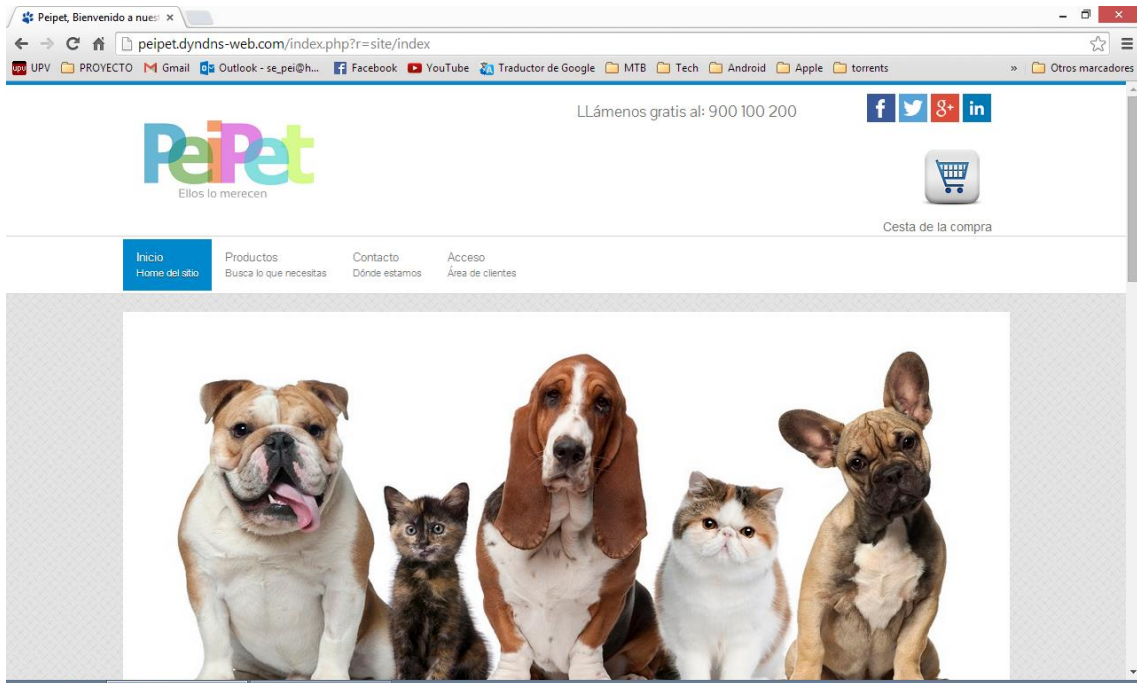 Peipet, Bienvenido a nues
peipet.dyndns-web.com/index.php?r=site/index
UPV PROYECTO Gmail Outlook - se_pei@h... Facebook YouTube Traductor de Google MTB Tech Android Apple torrents » Otros marcadores
LLámenos gratis al: 900 100 200
PeiPet
Ellos lo merecen
Cesta de la compra
Inicio Productos Contacto Acceso
Home del sitio Busca lo que necesitas Dónde estamos Área de clientes